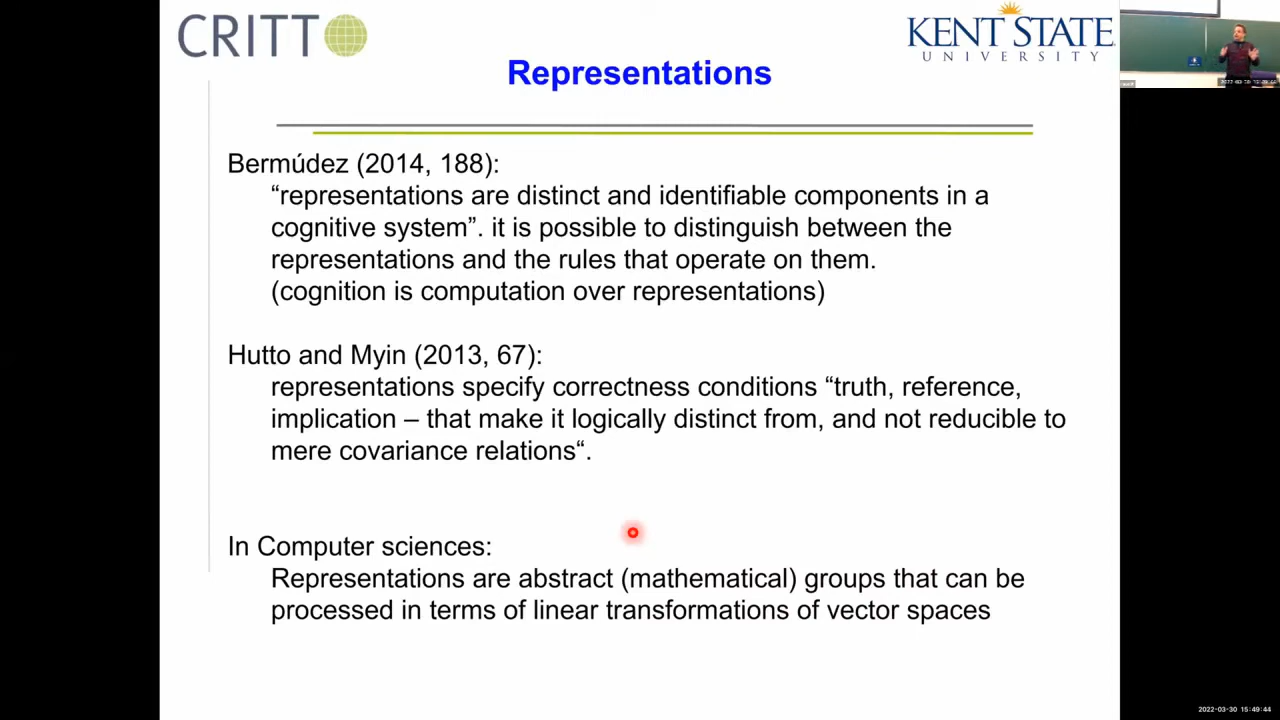 CRITT
KENT STATE
UNIVERSITY
Representations
Bermúdez (2014, 188):
“representations are distinct and identifiable components in a
cognitive system”. it is possible to distinguish between the
representations and the rules that operate on them.
(cognition is computation over representations)
Hutto and Myin (2013, 67):
representations specify correctness conditions “truth, reference,
implication – that make it logically distinct from, and not reducible to
mere covariance relations“.
In Computer sciences:
Representations are abstract (mathematical) groups that can be
processed in terms of linear transformations of vector spaces
2022-03-30 15:49:44